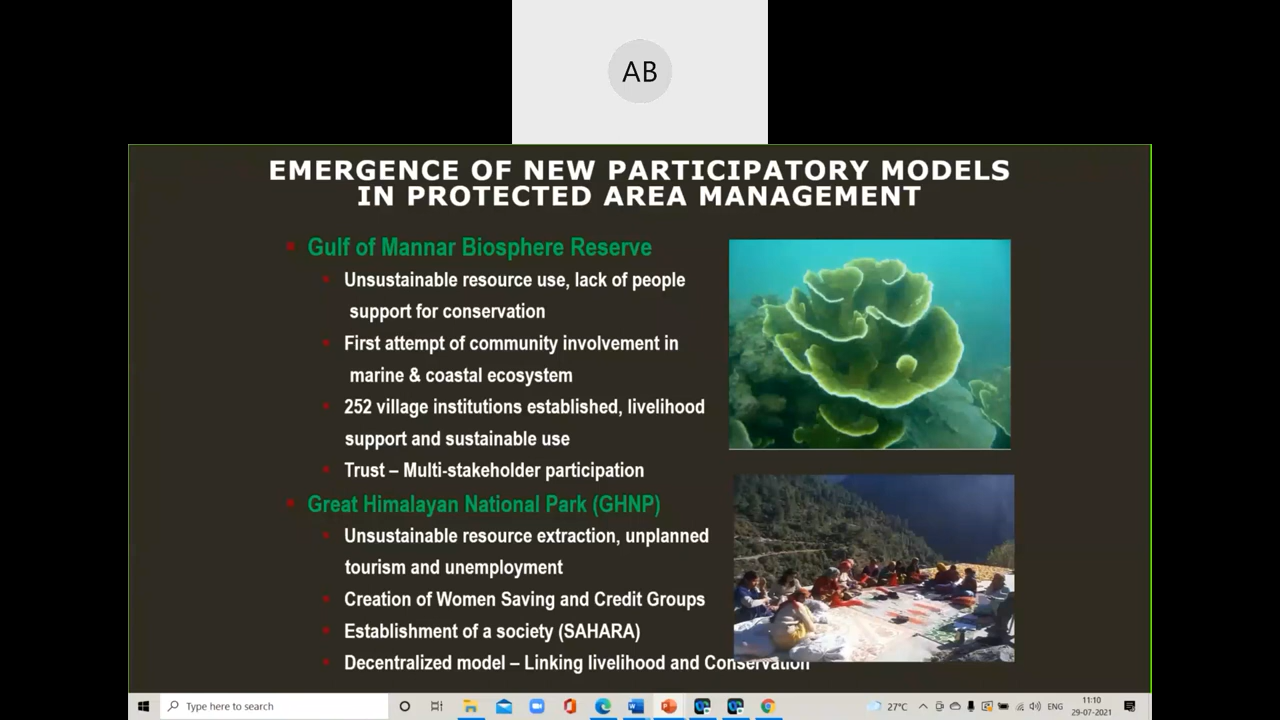 AB
EMERGENCE OF NEW PARTICIPATORY MODELS
IN PROTECTED AREA MANAGEMENT
Gulf of Mannar Biosphere Reserve
Unsustainable resource use, lack of people
support for conservation
First attempt of community involvement in
marine & coastal ecosystem
252 village institutions established, livelihood
support and sustainable use
Trust – Multi-stakeholder participation
Great Himalayan National Park (GHNP)
Unsustainable resource extraction, unplanned
tourism and unemployment
Creation of Women Saving and Credit Groups
Establishment of a society (SAHARA)
Decentralized model – Linking livelihood and Conservation
Type here to search
27°C
ENG
11:10
29-07-2021